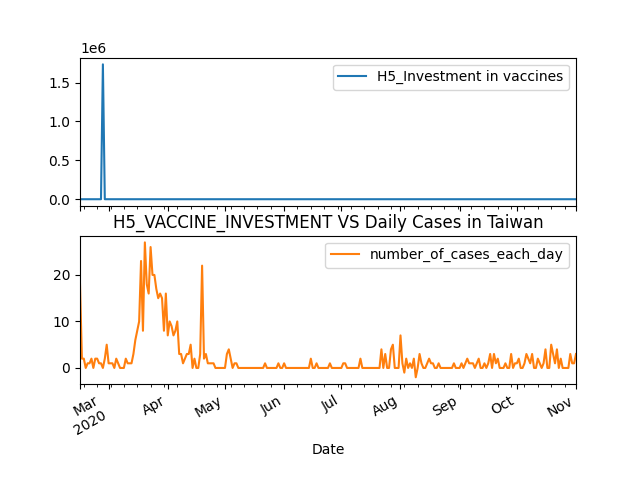 1e6
1.5
1.0
0.5
0.0
H5_Investment in vaccines
H5_VACCINE_INVESTMENT VS Daily Cases in Taiwan
20
10
0
number_of_cases_each_day
Mar
2020
Apr
May
Jun
Jul
Aug
Sep
Oct
Nov
Date